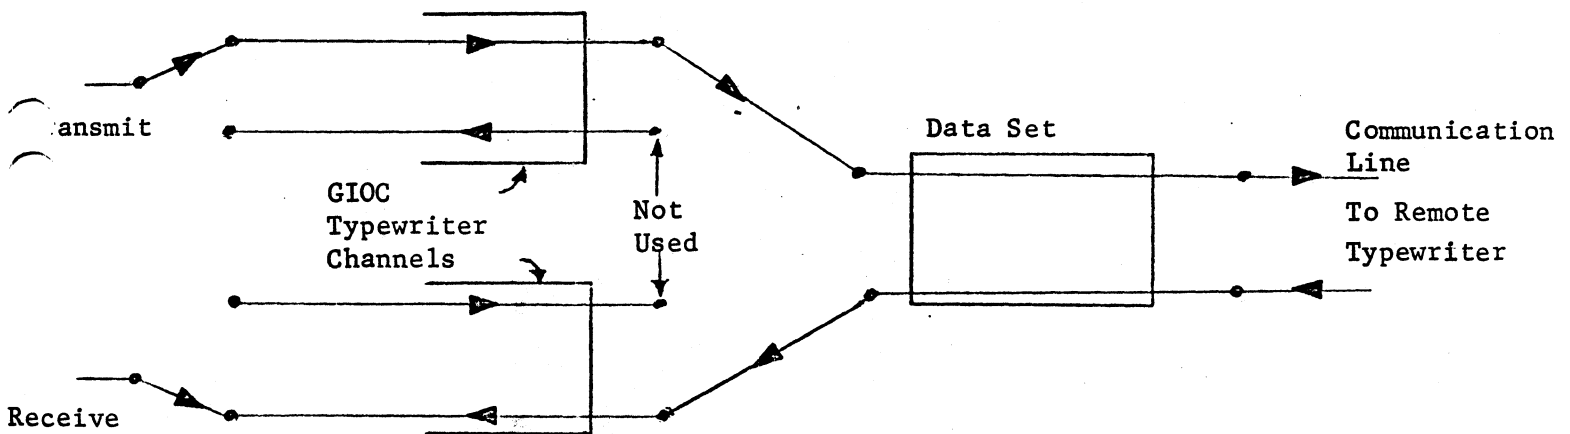 ansmit
GIOC
Typewriter
Channels
Not
Used
Data Set
Communication
Line
To Remote
Typewriter
Receive